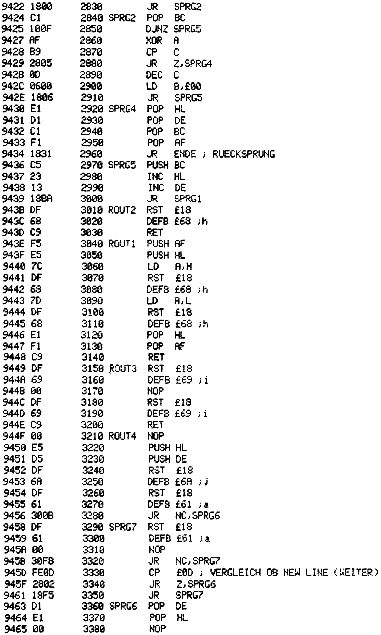 9422 1800 2830 JR SPRG2
9424 C1 2840 SPRG2 POP BC
9425 100F 2850 DJNZ SPRG5
9427 AF 2860 XOR A
9428 B9 2870 CP C
9429 2805 2880 JR Z,SPRG4
942B 0D 2890 DEC C
942C 0600 2900 LD B,£00
942E 1806 2910 JR SPRG5
9430 E1 2920 SPRG4 POP HL
9431 D1 2930 POP DE
9432 C1 2940 POP BC
9433 F1 2950 POP AF
9434 1831 2960 JR ENDE ; RUECKSPRUNG
9436 C5 2970 SPRG5 PUSH BC
9437 23 2980 INC HL
9438 13 2990 INC DE
9439 18BA 3000 JR SPRG1
943B DF 3010 ROUT2 RST £18
943C 68 3020 DEFB £68 ;h
943D C9 3030 RET
943E F5 3040 ROUT1 PUSH AF
943F E5 3050 PUSH HL
9440 7C 3060 LD A,H
9441 DF 3070 RST £18
9442 68 3080 DEFB £68 ;h
9443 7D 3090 LD A,L
9444 DF 3100 RST £18
9445 68 3110 DEFB £68 ;h
9446 E1 3120 POP HL
9447 F1 3130 POP AF
9448 C9 3140 RET
9449 DF 3150 ROUT3 RST £18
944A 69 3160 DEFB £69 ;i
944B 00 3170 NOP
944C DF 3180 RST £18
944D 69 3190 DEFB £69 ;i
944E C9 3200 RET
944F 00 3210 ROUT4 NOP
9450 E5 3220 PUSH HL
9451 D5 3230 PUSH DE
9452 DF 3240 RST £18
9453 6A 3250 DEFB £6A ;j
9454 DF 3260 RST £18
9455 61 3270 DEFB £61 ;a
9456 300B 3280 JR NC,SPRG6
9458 DF 3290 SPRG7 RST £18
9459 61 3300 DEFB £61 ;a
945A 00 3310 NOP
945B 30FB 3320 JR NC,SPRG7
945D FE0D 3330 CP £0D ; VERGLEICH OB NEW LINE (WEITER)
945F 2802 3340 JR Z,SPRG6
9461 18F5 3350 JR SPRG7
9463 D1 3360 SPRG6 POP DE
9464 E1 3370 POP HL
9465 00 3380 NOP